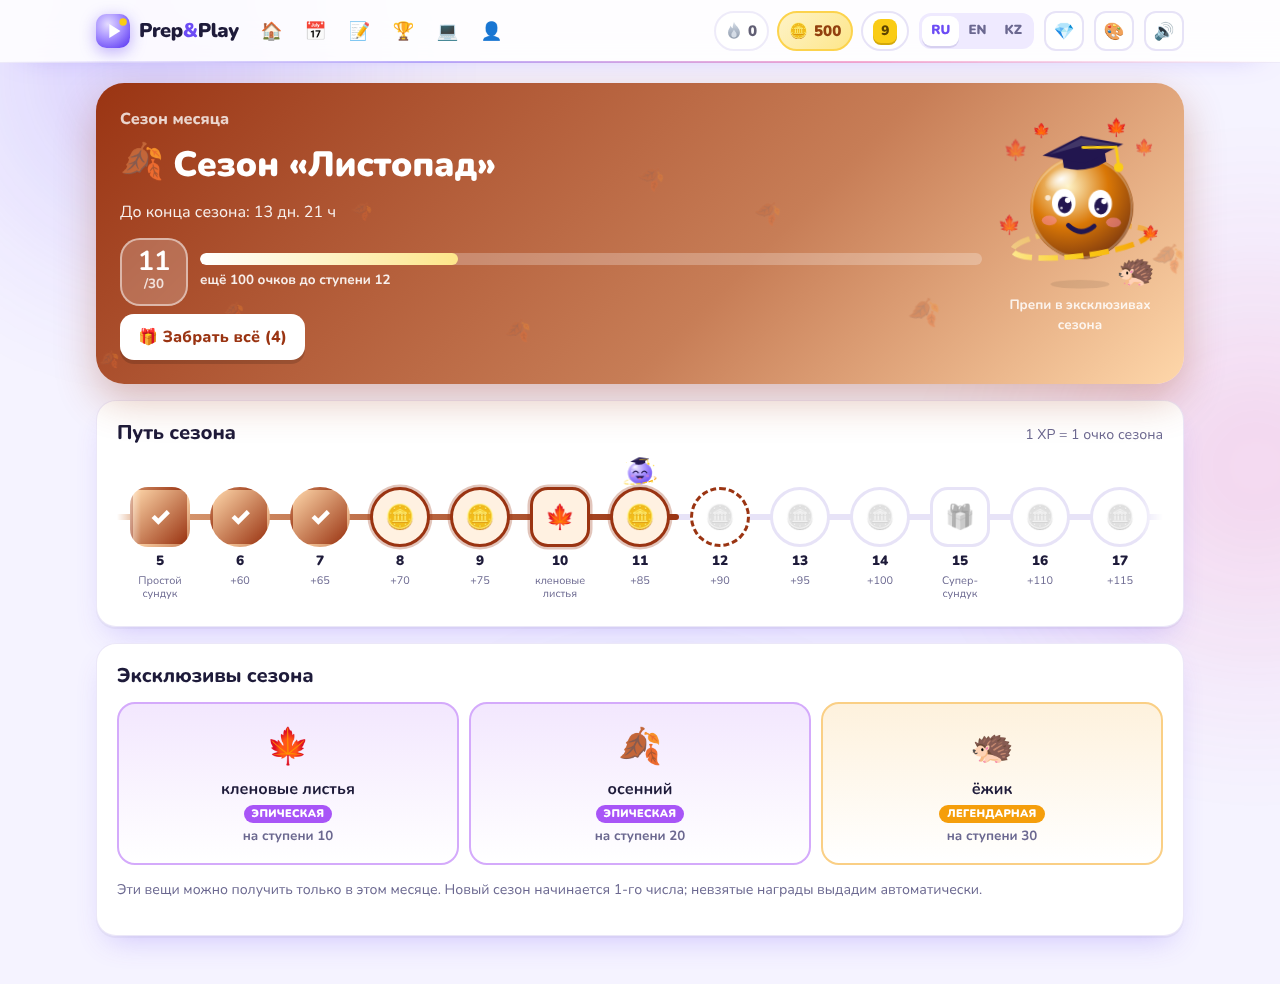 Prep&Play
0
500
9
RU EN KZ
Сезон месяца
Сезон «Листопад»
До конца сезона: 13 дн. 21 ч
11
/30
ещё 100 очков до ступени 12
Забрать всё (4)
Препи в эксклюзивах
сезона
Путь сезона
1 XP = 1 очко сезона
5 6 7 8 9 10 11 12 13 14 15 16 17
Простой
сундук
+60
+65
+70
+75
кленовые
листья
+85
+90
+95
+100
Супер-
сундук
+110
+115
Эксклюзивы сезона
кленовые листья
ЭПИЧЕСКАЯ
на ступени 10
осенний
ЭПИЧЕСКАЯ
на ступени 20
ёжик
ЛЕГЕНДАРНАЯ
на ступени 30
Эти вещи можно получить только в этом месяце. Новый сезон начинается 1-го числа; невзятые награды выдадим автоматически.